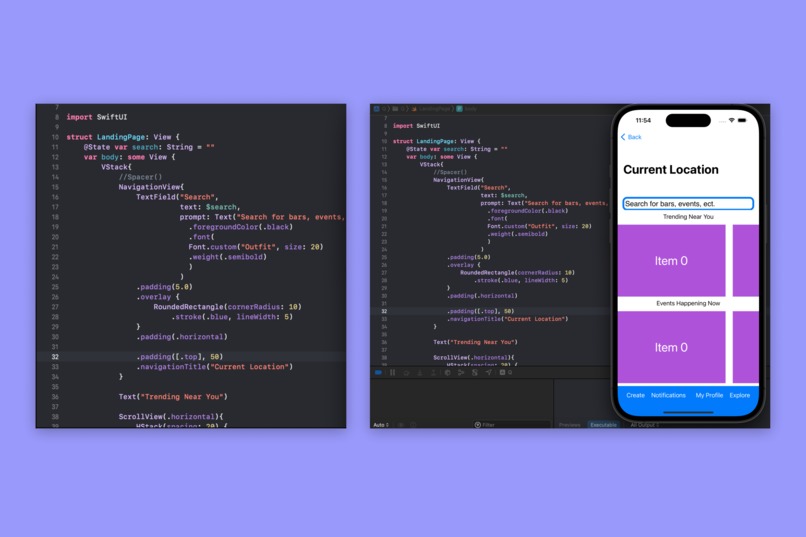 7
8 import SwiftUI
9
10 struct LandingPage: View {
11 @State var search: String = ""
12 var body: some View {
13 VStack{
14 //Spacer()
15 NavigationView{
16 TextField("Search",
17 text: $search,
18 prompt: Text("Search for bars, events,
19 .foregroundColor(.black)
20 .font(
21 Font.custom("Outfit", size: 20)
22 .weight(.semibold)
23 )
24 )
25 .padding(5.0)
26 .overlay {
27 RoundedRectangle(cornerRadius: 10)
28 .stroke(.blue, lineWidth: 5)
29 }
30 .padding(.horizontal)
31
32 .padding([.top], 50)
33 .navigationTitle("Current Location")
34 }
35
36 Text("Trending Near You")
37
38 ScrollView(.horizontal){
39 HStack(spacing: 20) {
LandingPage
body
7
8 import SwiftUI
9
10 struct LandingPage: View {
11 @State var search: String = ""
12 var body: some View {
13 VStack{
14 //Spacer()
15 NavigationView{
16 TextField("Search",
17 text: $search,
18 prompt: Text("Search for bars, events,
19 .foregroundColor(.black)
20 .font(
21 Font.custom("Outfit", size: 20)
22 .weight(.semibold)
23 )
24 )
25 .padding(5.0)
26 .overlay {
27 RoundedRectangle(cornerRadius: 10)
28 .stroke(.blue, lineWidth: 5)
29 }
30 .padding(.horizontal)
31
32 .padding([.top], 50)
33 .navigationTitle("Current Location")
34 }
35
36 Text("Trending Near You")
37
38 ScrollView(.horizontal){
39 HStack(spacing: 20) {
Auto
Filter
Previews
Executable
All Output
11:54
Back
Current Location
Search for bars, events, ect.
Trending Near You
Item 0
Events Happening Now
Item 0
Create Notifications My Profile Explore